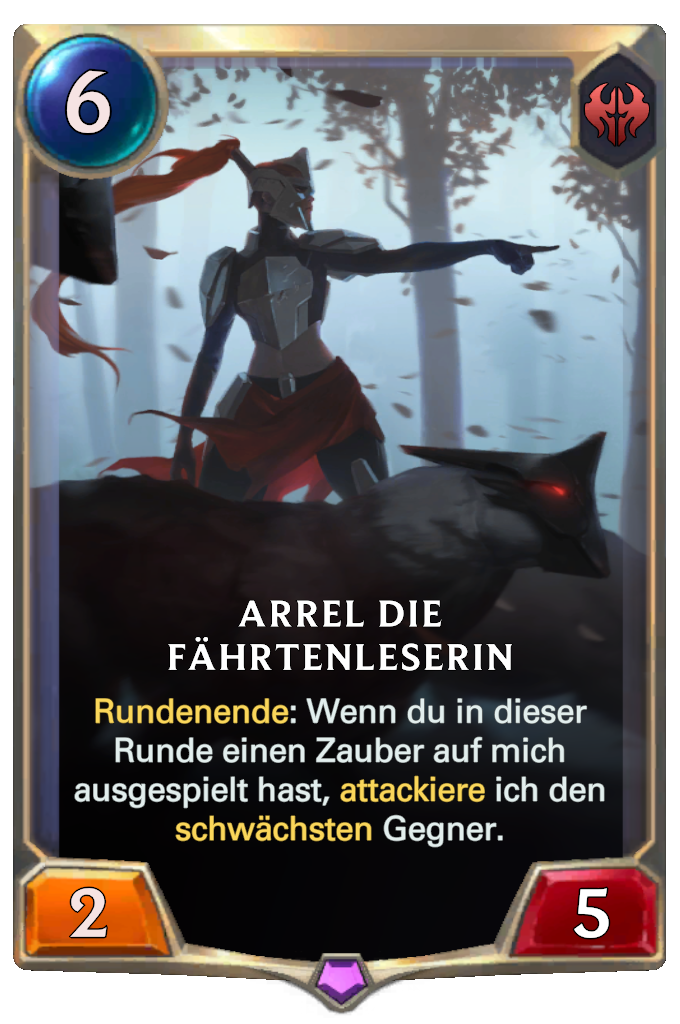 6
ARREL DIE
FÄHRTENLESERIN
Rundenende: Wenn du in dieser
Runde einen Zauber auf mich
ausgespielt hast, attackiere ich den
schwächsten Gegner.
2 5